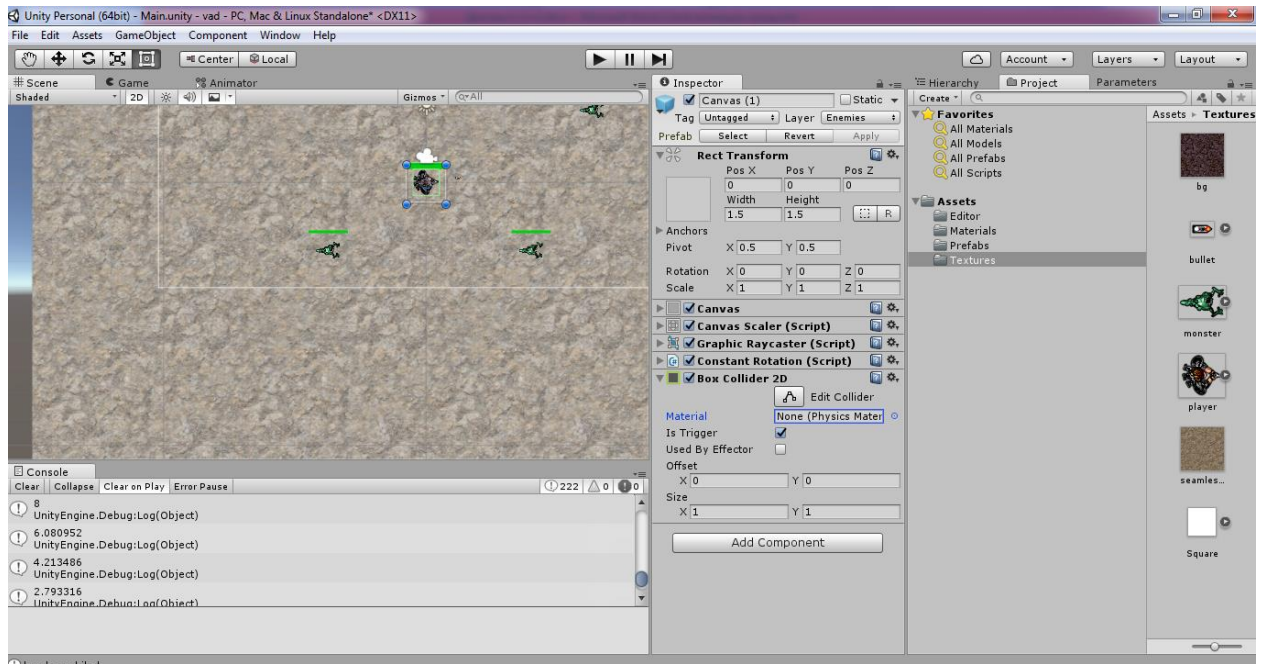 Unity Personal (64bit) - Main.unity - vad - PC, Mac & Linux Standalone* <DX11>
File Edit Assets GameObject Component Window Help
Center Local
Account Layers Layout
# Scene Game Animator
Shaded 2D Gizmos All
Inspector
Canvas (1) Static
Tag Untagged Layer Enemies
Prefab Select Revert Apply
Rect Transform
Pos X Pos Y Pos Z
0 0 0
Width Height
1.5 1.5 R
Anchors
Pivot X 0.5 Y 0.5
Rotation X 0 Y 0 Z 0
Scale X 1 Y 1 Z 1
Canvas
Canvas Scaler (Script)
Graphic Raycaster (Script)
Constant Rotation (Script)
Box Collider 2D
Edit Collider
Material None (Physics Mater
Is Trigger
Used By Effector
Offset
X 0 Y 0
Size
X 1 Y 1
Add Component
Hierarchy Project Parameters
Create
Favorites
All Materials
All Models
All Prefabs
All Scripts
Assets
Editor
Materials
Prefabs
Textures
Assets Textures
bg
bullet
monster
player
seamles...
Square
Console
Clear Collapse Clear on Play Error Pause 222 0 0
8
UnityEngine.Debug:Log(Object)
6.080952
UnityEngine.Debug:Log(Object)
4.213486
UnityEngine.Debug:Log(Object)
2.793316
UnityEngine.Debug:Log(Object)